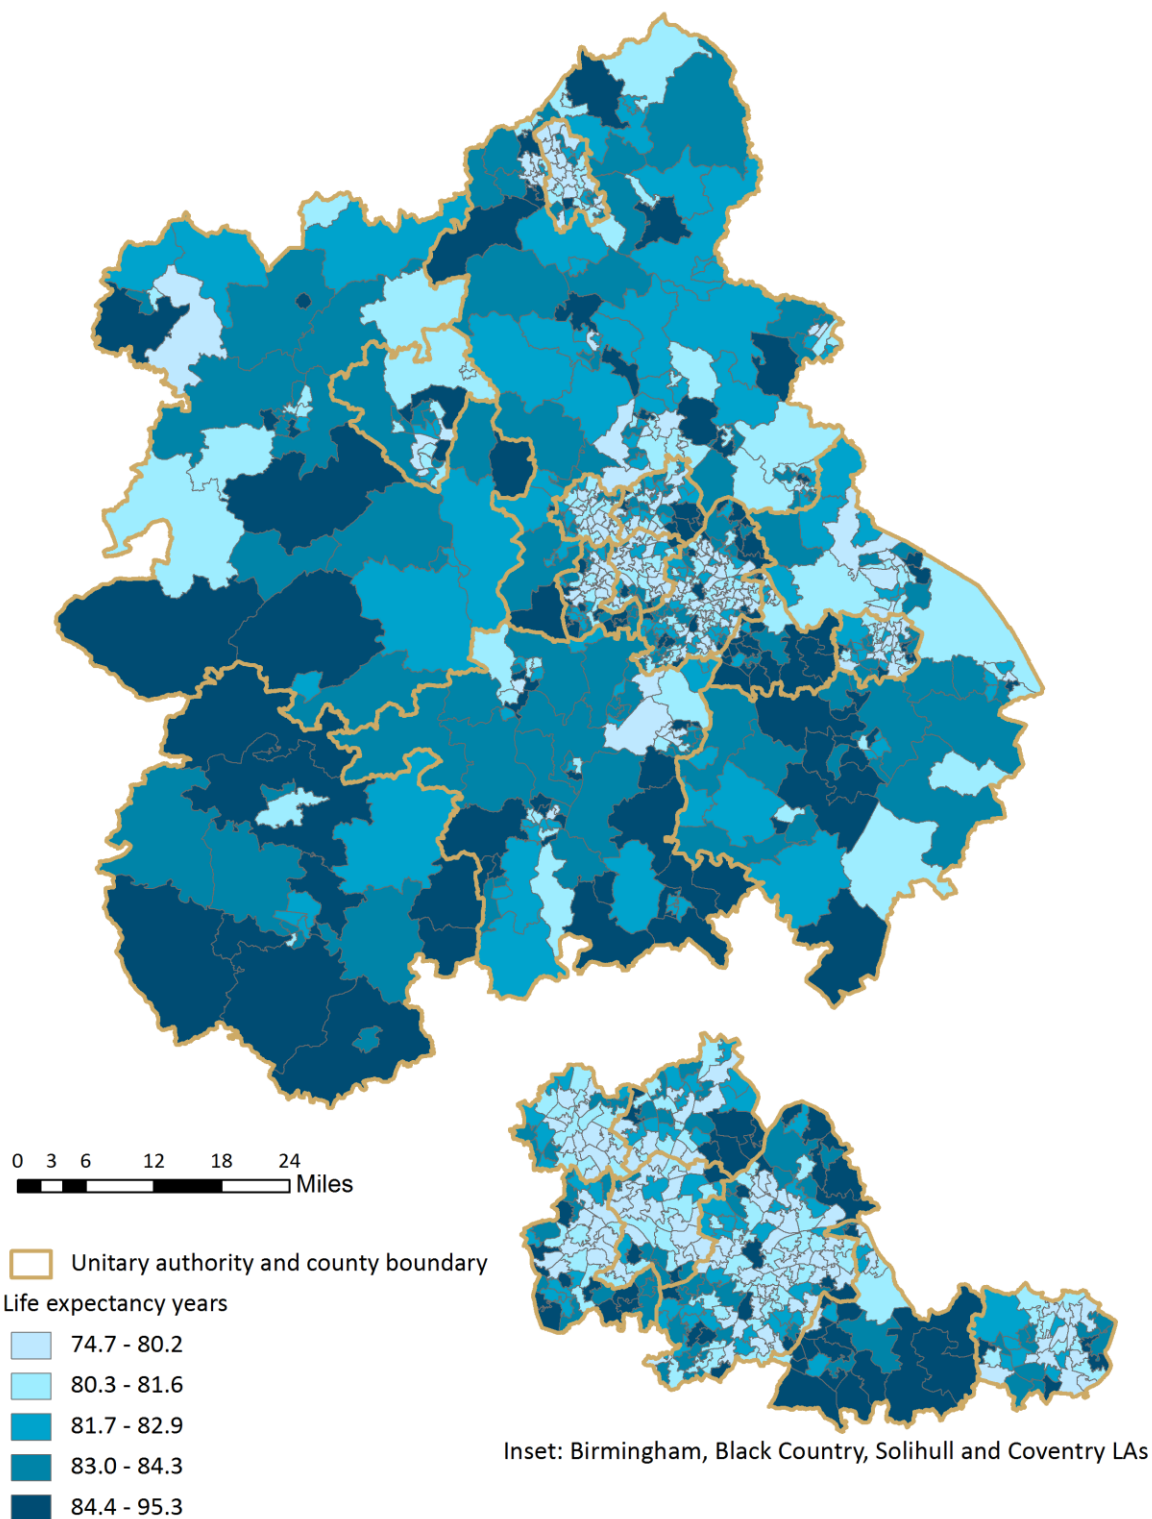 0 3 6 12 18 24
Miles
Unitary authority and county boundary
Life expectancy years
74.7 - 80.2
80.3 - 81.6
81.7 - 82.9
83.0 - 84.3
84.4 - 95.3
Inset: Birmingham, Black Country, Solihull and Coventry LAs